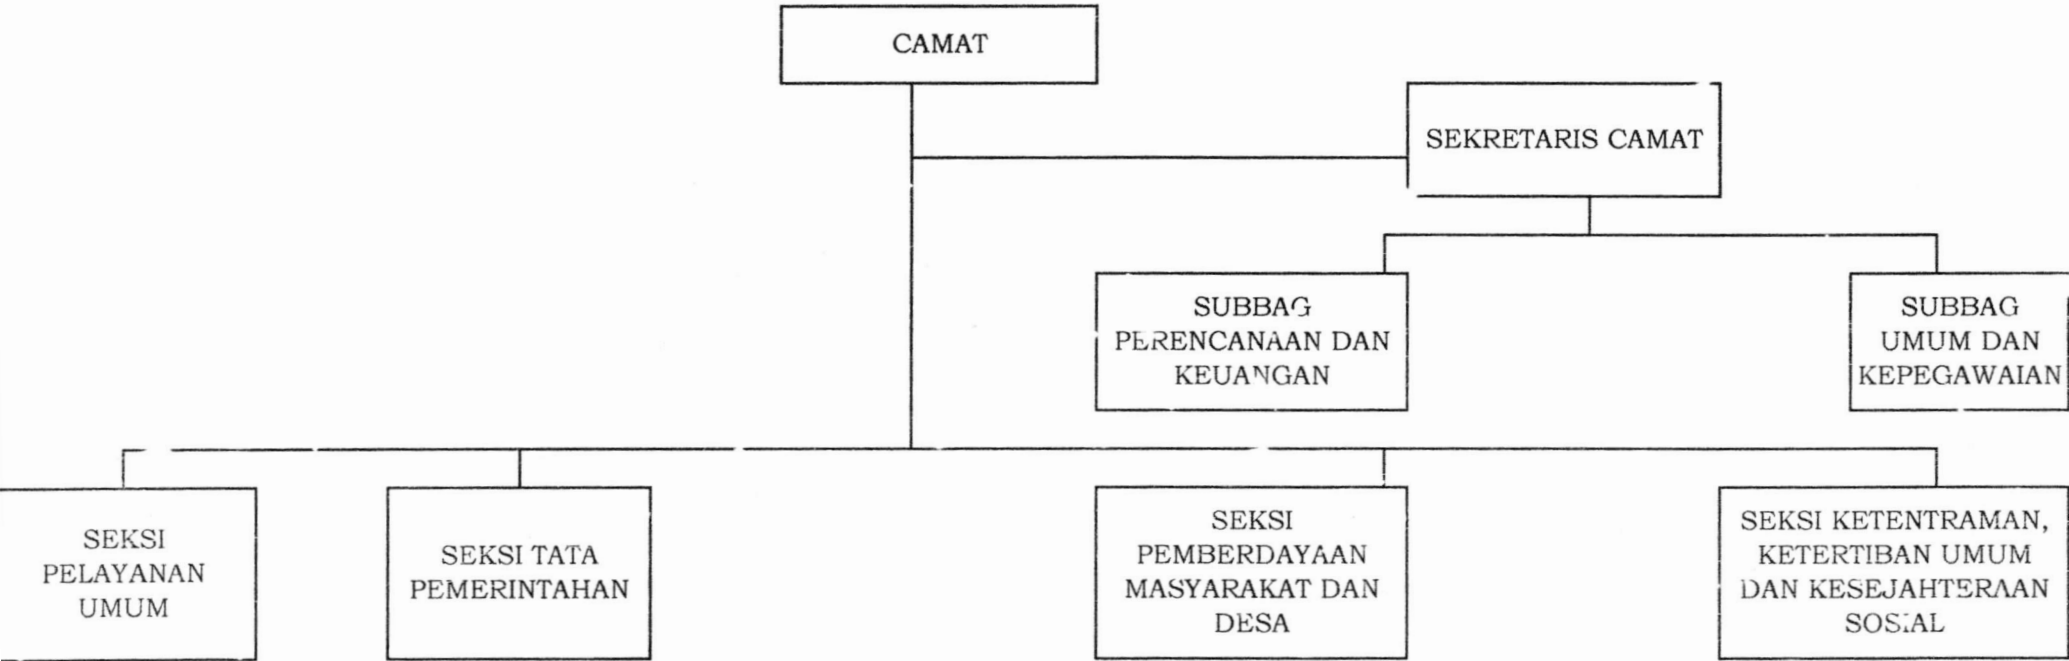 CAMAT
SEKRETARIS CAMAT
SUBBAG
PERENCANAAN DAN
KEUANGAN
SUBBAG
UMUM DAN
KEPEGAWAIAN
SEKSI
PELAYANAN
UMUM
SEKSI TATA
PEMERINTAHAN
SEKSI
PEMBERDAYAAN
MASYARAKAT DAN
DESA
SEKSI KETENTRAMAN,
KETERTIBAN UMUM
DAN KESEJAHTERAAN
SOSIAL